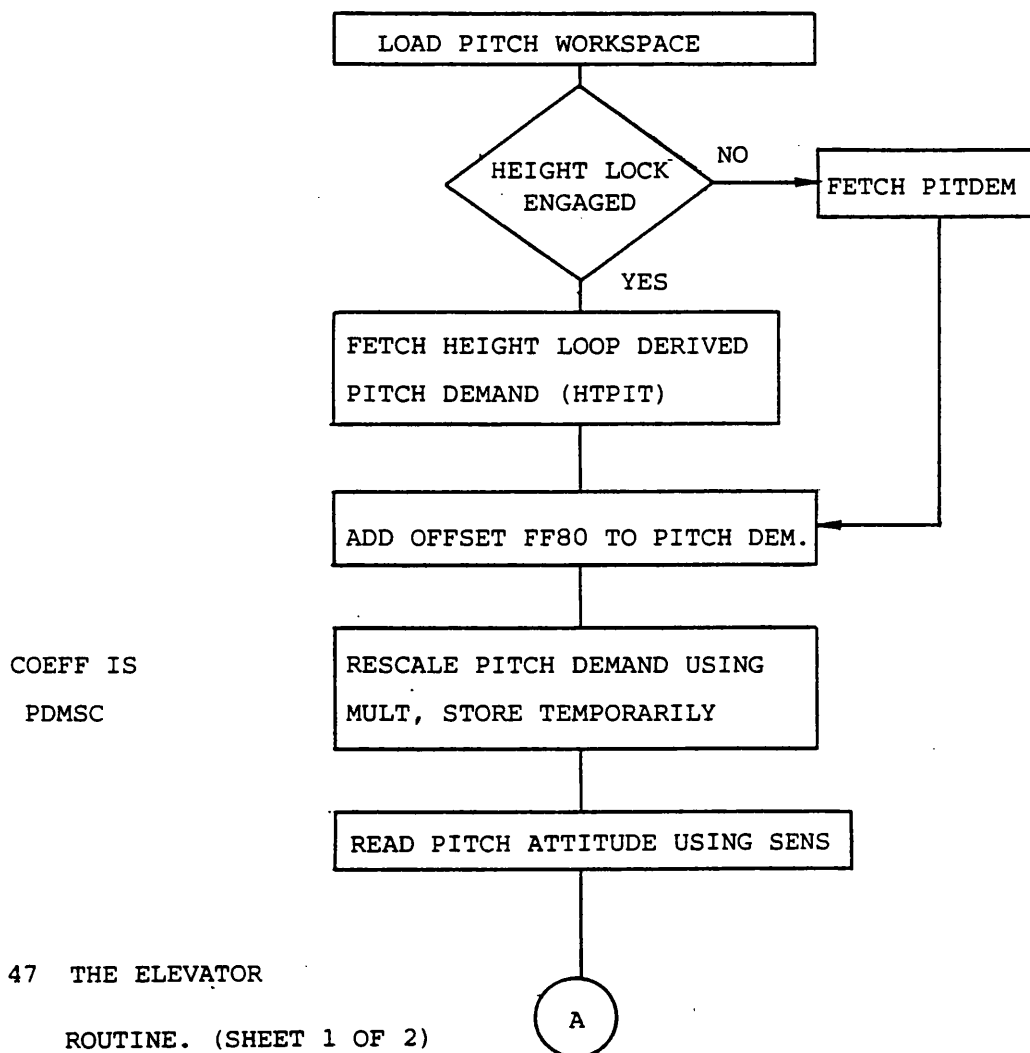 LOAD PITCH WORKSPACE
HEIGHT LOCK
ENGAGED
NO
FETCH PITDEM
YES
FETCH HEIGHT LOOP DERIVED
PITCH DEMAND (HTPIT)
ADD OFFSET FF80 TO PITCH DEM.
COEFF IS
PDMSC
RESCALE PITCH DEMAND USING
MULT, STORE TEMPORARILY
READ PITCH ATTITUDE USING SENS
47 THE ELEVATOR
ROUTINE. (SHEET 1 OF 2)
A